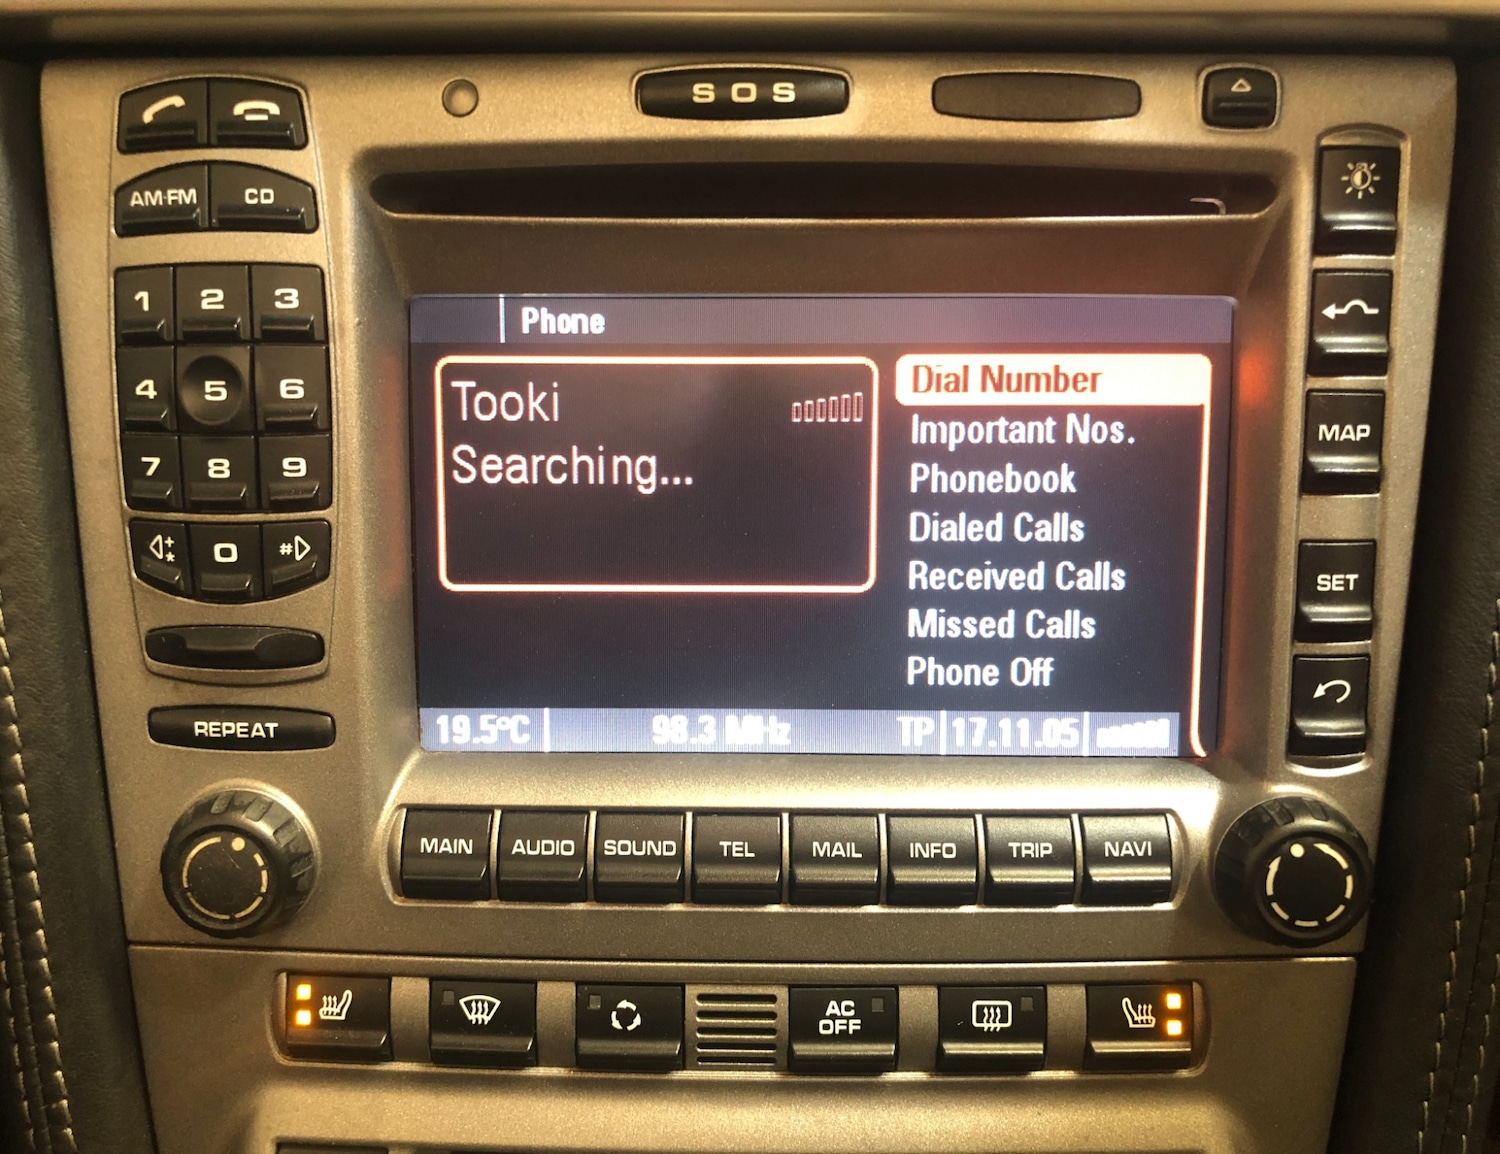 SOS
AM·FM
CD
1 2 3
4 5 6
7 8 9
+
* 0 #
REPEAT
Phone
Tooki
Searching...
Dial Number
Important Nos.
Phonebook
Dialed Calls
Received Calls
Missed Calls
Phone Off
19.5°C 98.3 MHz TP 17.11.05
MAP
SET
MAIN AUDIO SOUND TEL MAIL INFO TRIP NAVI
AC
OFF